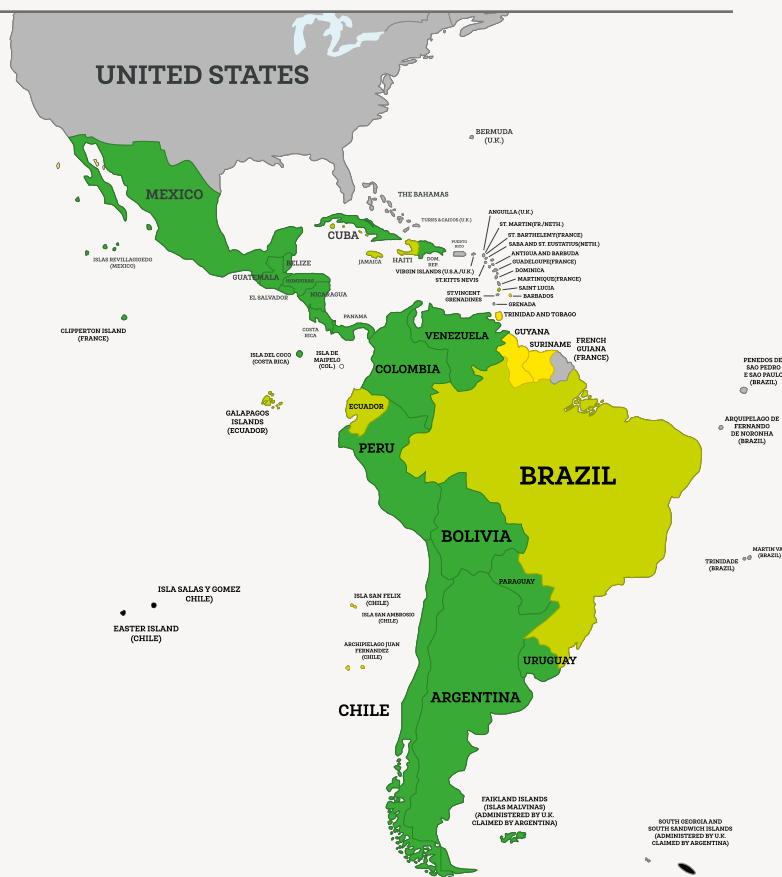 UNITED STATES
BERMUDA
(U.K.)
MEXICO
THE BAHAMAS
TURKS &CAICOS (U.K.)
ANGUILLA (U.K.)
ST. MARTIN(FR./NETH.)
ST. BARTHELEMY(FRANCE)
SABA AND ST. EUSTATIUS(NETH.)
ANTIGUA AND BARBUDA
GUADELOUPE(FRANCE)
DOMINICA
MARTINIQUE(FRANCE)
SAINT LUCIA
BARBADOS
GRENADA
TRINIDAD AND TOBAGO
CUBA
PUERTO
RICO
JAMAICA
HAITI
DOM.
REP.
VIRGIN ISLANDS (U.S.A./U.K.)
ST.KITTS NEVIS
ST.VINCENT
GRENADINES
ISLAS REVILLAGIGEDO
(MEXICO)
BELIZE
GUATEMALA
HONDURAS
EL SALVADOR
NICARAGUA
COSTA
RICA
PANAMA
CLIPPERTON ISLAND
(FRANCE)
ISLA DEL COCO
(COSTA RICA)
ISLA DE
MAIPELO
(COL.)
VENEZUELA
GUYANA
SURINAME
FRENCH
GUIANA
(FRANCE)
COLOMBIA
PENEDOS DE
SAO PEDRO
E SAO PAULO
(BRAZIL)
ECUADOR
GALAPAGOS
ISLANDS
(ECUADOR)
ARQUIPELAGO DE
FERNANDO
DE NORONHA
(BRAZIL)
PERU
BRAZIL
BOLIVIA
MARTIN VA
(BRAZ
TRINIDADE
(BRAZIL)
PARAGUAY
ISLA SALAS Y GOMEZ
CHILE)
EASTER ISLAND
(CHILE)
ISLA SAN FELIX
(CHILE)
ISLA SAN AMBROSIO
(CHILE)
ARCHIPIELAGO JUAN
FERNANDEZ
(CHILE)
URUGUAY
ARGENTINA
CHILE
FAIKLAND ISLANDS
(ISLAS MALVINAS)
(ADMINISTERED BY U.K.
CLAIMED BY ARGENTINA)
SOUTH GEORGIA AND
SOUTH SANDWICH ISLANDS
(ADMINISTERED BY U.K.
CLAIMED BY ARGENTINA)